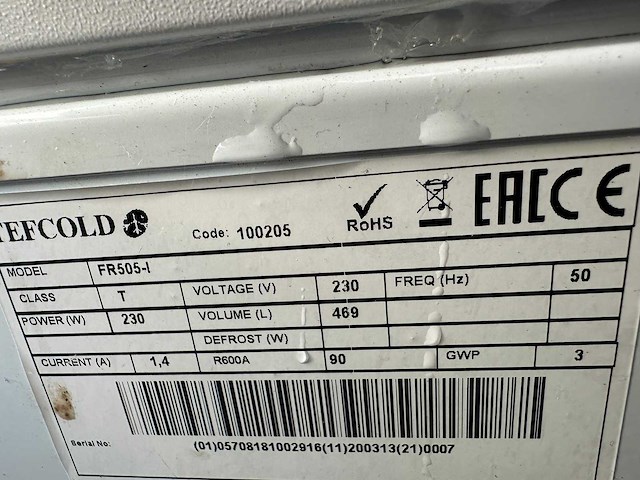 TEFCOLD Code: 100205 RoHS EAC CE
MODEL FR505-I
CLASS T VOLTAGE (V) 230 FREQ (Hz) 50
POWER (W) 230 VOLUME (L) 469
DEFROST (W)
CURRENT (A) 1,4 R600A 90 GWP 3
Serial No:
(01)05708181002916(11)200313(21)0007